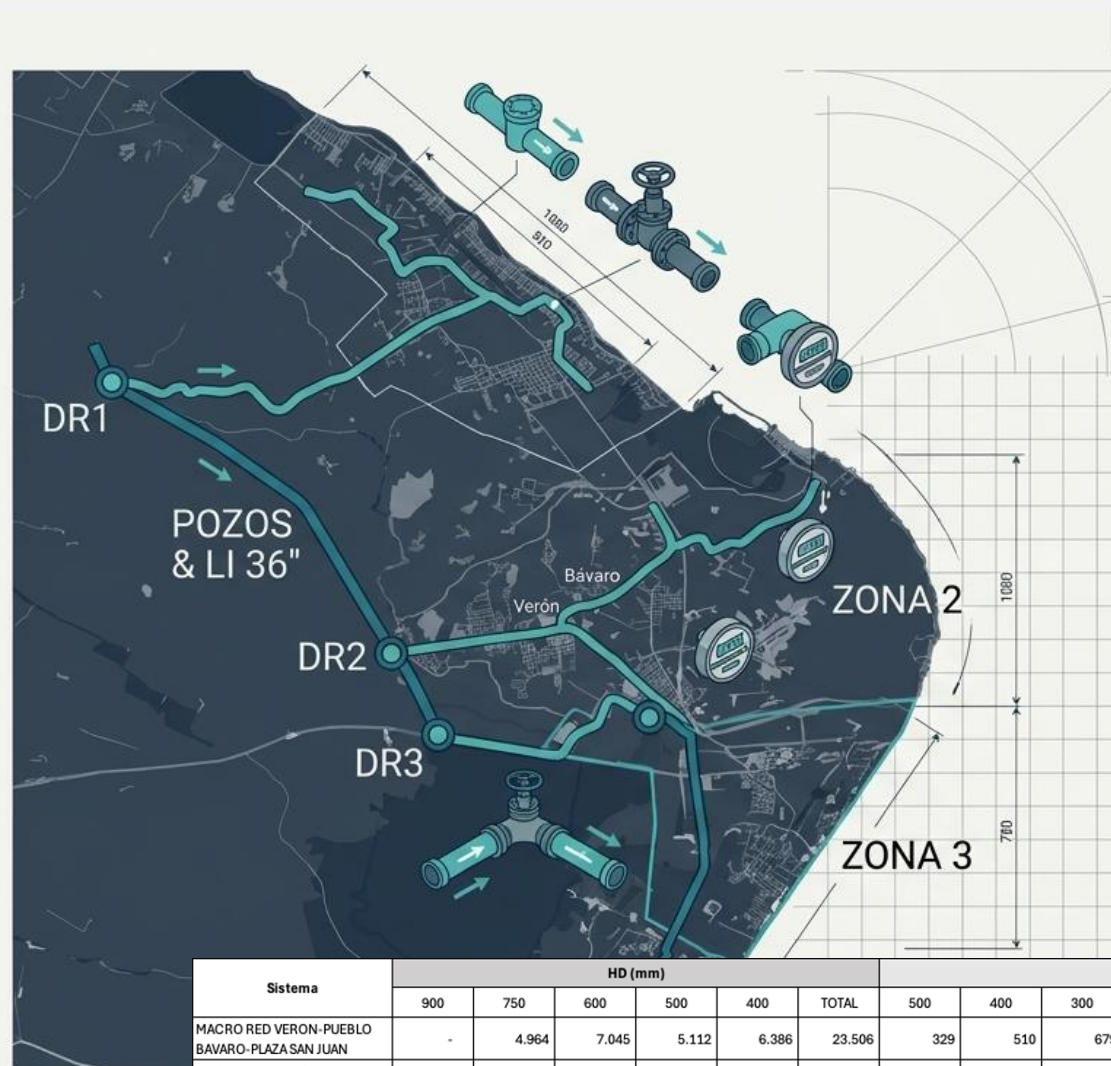 1080
910
DR1
POZOS
& LI 36"
Bávaro
Verón
ZONA 2
1080
DR2
DR3
ZONA 3
Sistema
HD (mm)
900 750 600 500 400 TOTAL 500 400 300
MACRO RED VERON-PUEBLO
BAVARO-PLAZA SAN JUAN
- 4.964 7.045 5.112 6.386 23.506 329 510